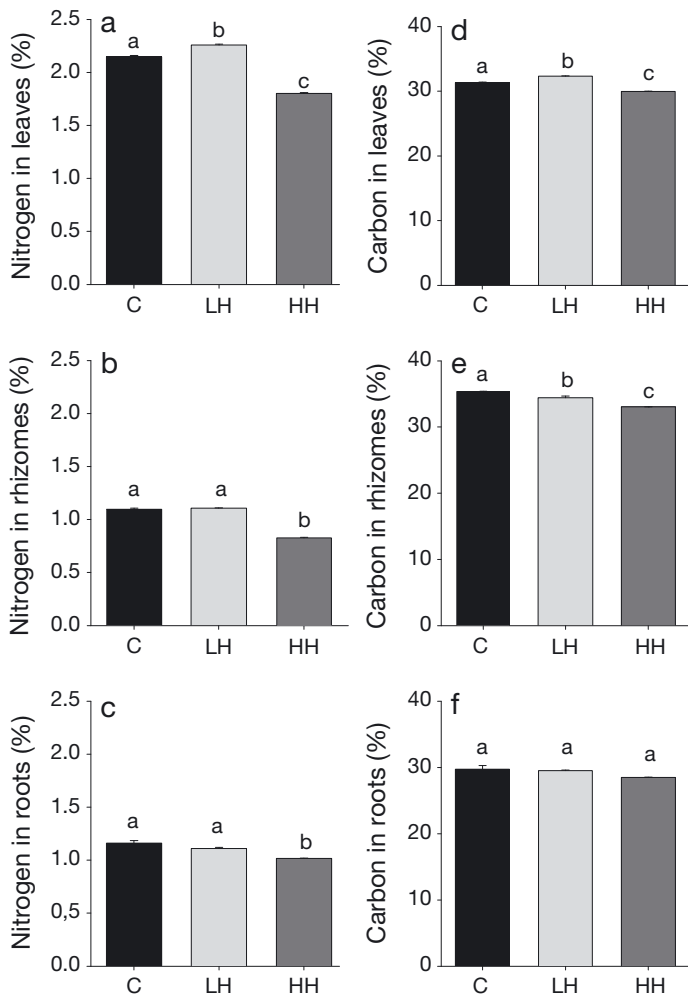 a
Nitrogen in leaves (%)
2.5
2.0
1.5
1.0
0.5
0.0
a
b
c
C LH HH
d
Carbon in leaves (%)
40
30
20
10
0
a
b
c
C LH HH
b
Nitrogen in rhizomes (%)
2.5
2.0
1.5
1.0
0.5
0.0
a
a
b
C LH HH
e
Carbon in rhizomes (%)
40
30
20
10
0
a
b
c
C LH HH
c
Nitrogen in roots (%)
2.5
2.0
1.5
1.0
0.5
0.0
a
a
b
C LH HH
f
Carbon in roots (%)
40
30
20
10
0
a
a
a
C LH HH